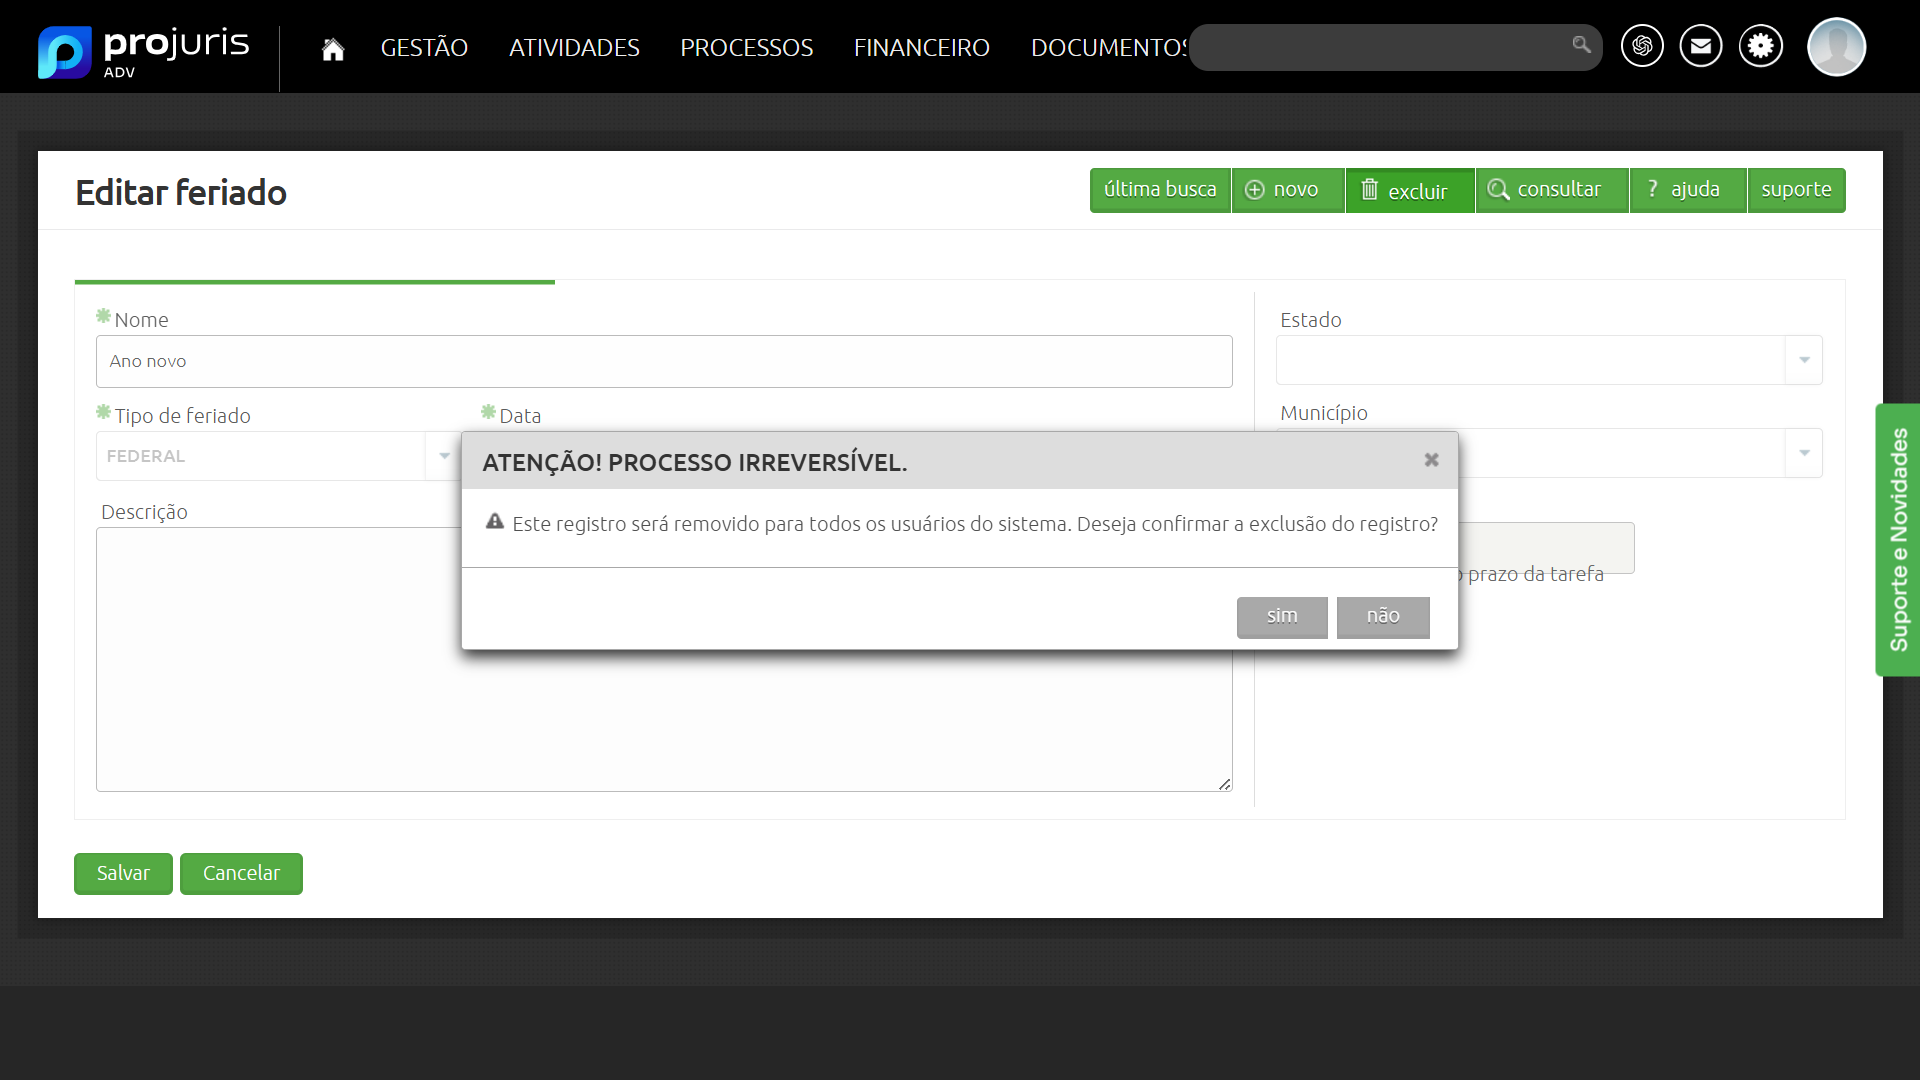 projuris
ADV
GESTÃO
ATIVIDADES
PROCESSOS
FINANCEIRO
DOCUMENTOS
Editar feriado
última busca
novo
excluir
consultar
? ajuda
suporte
Nome
Ano novo
Estado
Tipo de feriado
FEDERAL
Data
Município
ATENÇÃO! PROCESSO IRREVERSÍVEL.
Este registro será removido para todos os usuários do sistema. Deseja confirmar a exclusão do registro?
sim
não
Descrição
prazo da tarefa
Suporte e Novidades
Salvar
Cancelar